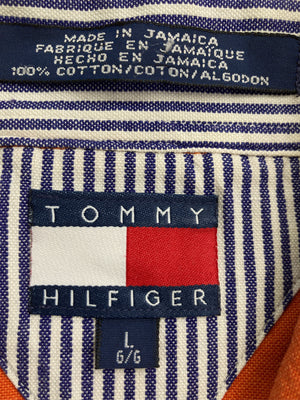 MADE IN JAMAICA
FABRIQUE EN JAMAIQUE
HECHO EN JAMAICA
100% COTTON/COTON/ALGODON
TOMMY
HILFIGER
L
G/G